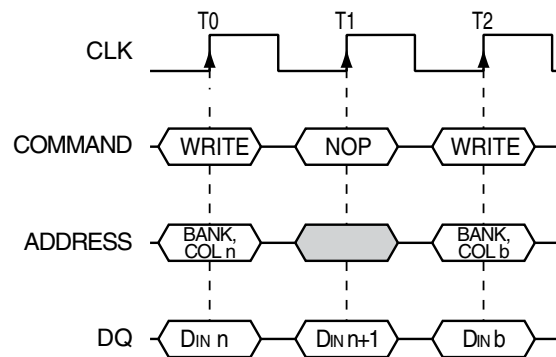 T0 T1 T2
CLK
COMMAND WRITE NOP WRITE
ADDRESS BANK, COL n BANK, COL b
DQ DIN n DIN n+1 DIN b